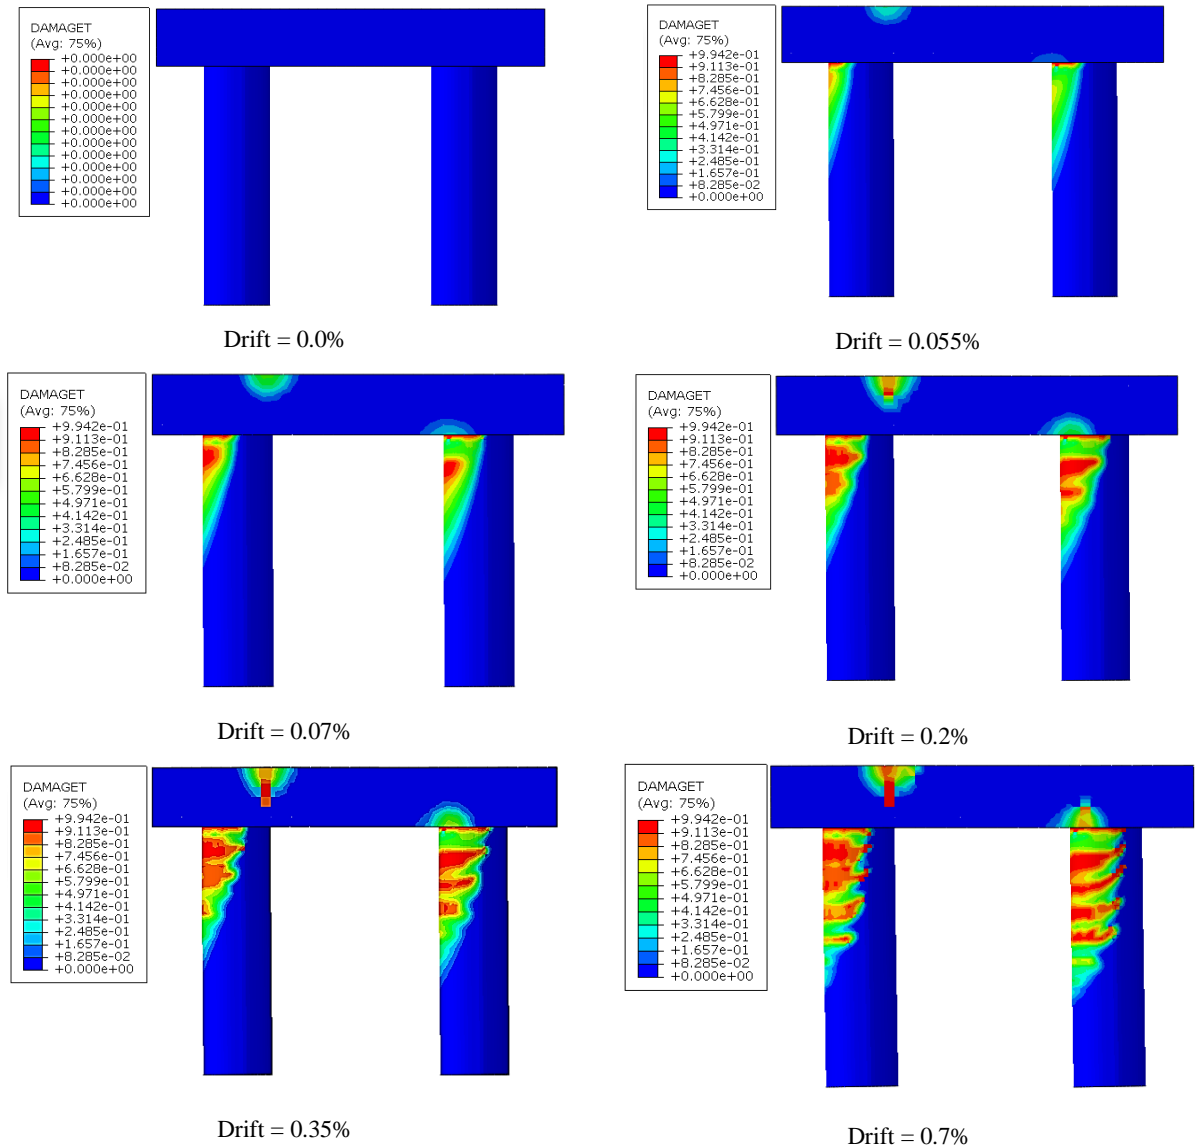 DAMAGET
(Avg: 75%)
+0.000e+00
+0.000e+00
+0.000e+00
+0.000e+00
+0.000e+00
+0.000e+00
+0.000e+00
+0.000e+00
+0.000e+00
+0.000e+00
+0.000e+00
+0.000e+00
+0.000e+00
Drift = 0.0%
DAMAGET
(Avg: 75%)
+9.942e-01
+9.113e-01
+8.285e-01
+7.456e-01
+6.628e-01
+5.799e-01
+4.971e-01
+4.142e-01
+3.314e-01
+2.485e-01
+1.657e-01
+8.285e-02
+0.000e+00
Drift = 0.055%
DAMAGET
(Avg: 75%)
+9.942e-01
+9.113e-01
+8.285e-01
+7.456e-01
+6.628e-01
+5.799e-01
+4.971e-01
+4.142e-01
+3.314e-01
+2.485e-01
+1.657e-01
+8.285e-02
+0.000e+00
Drift = 0.07%
DAMAGET
(Avg: 75%)
+9.942e-01
+9.113e-01
+8.285e-01
+7.456e-01
+6.628e-01
+5.799e-01
+4.971e-01
+4.142e-01
+3.314e-01
+2.485e-01
+1.657e-01
+8.285e-02
+0.000e+00
Drift = 0.2%
DAMAGET
(Avg: 75%)
+9.942e-01
+9.113e-01
+8.285e-01
+7.456e-01
+6.628e-01
+5.799e-01
+4.971e-01
+4.142e-01
+3.314e-01
+2.485e-01
+1.657e-01
+8.285e-02
+0.000e+00
Drift = 0.35%
DAMAGET
(Avg: 75%)
+9.942e-01
+9.113e-01
+8.285e-01
+7.456e-01
+6.628e-01
+5.799e-01
+4.971e-01
+4.142e-01
+3.314e-01
+2.485e-01
+1.657e-01
+8.285e-02
+0.000e+00
Drift = 0.7%